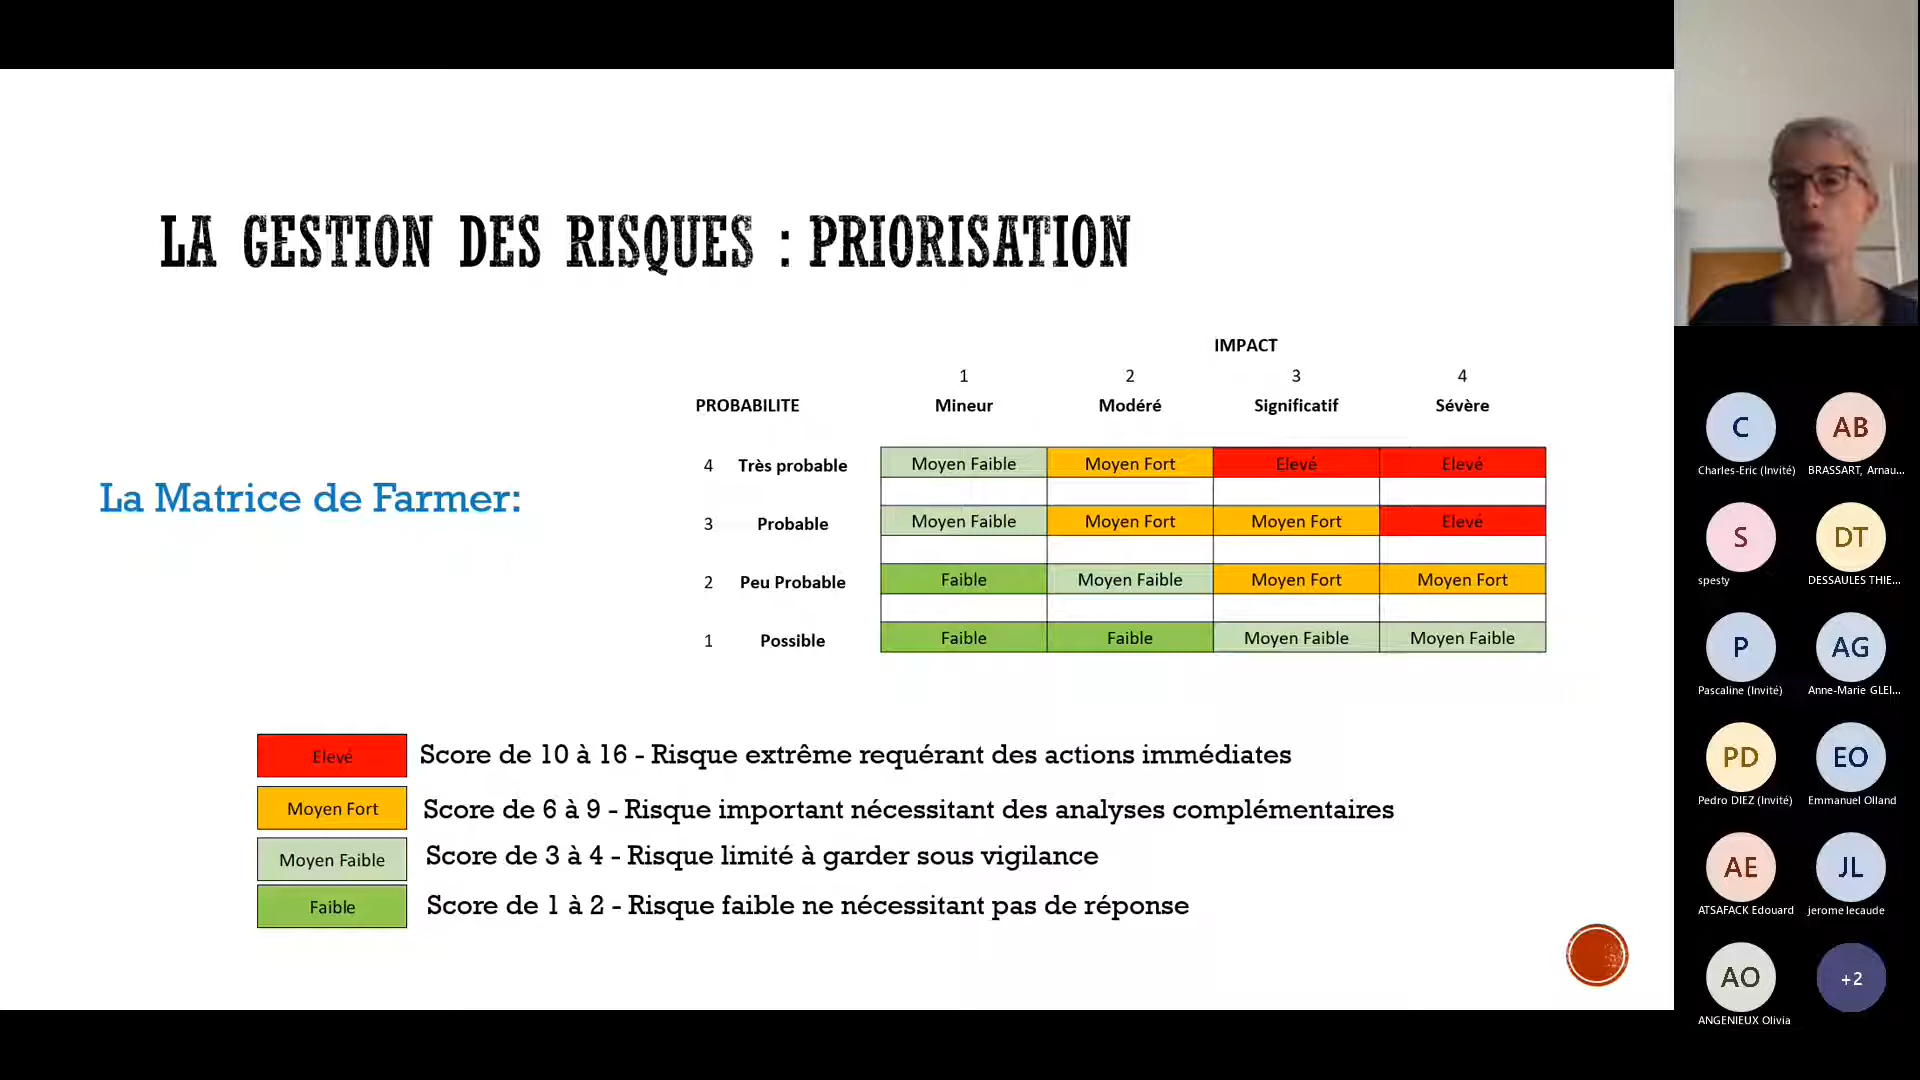 LA GESTION DES RISQUES : PRIORISATION
IMPACT
1 2 3 4
PROBABILITE Mineur Modéré Significatif Sévère
4 Très probable Moyen Faible Moyen Fort Elevé Elevé
3 Probable Moyen Faible Moyen Fort Moyen Fort Elevé
2 Peu Probable Faible Moyen Faible Moyen Fort Moyen Fort
1 Possible Faible Faible Moyen Faible Moyen Faible
La Matrice de Farmer:
Elevé Score de 10 à 16 - Risque extrême requérant des actions immédiates
Moyen Fort Score de 6 à 9 - Risque important nécessitant des analyses complémentaires
Moyen Faible Score de 3 à 4 - Risque limité à garder sous vigilance
Faible Score de 1 à 2 - Risque faible ne nécessitant pas de réponse
C AB
Charles-Eric (Invité) BRASSART, Arnau...
S DT
spesty DESSAULES THIE...
P AG
Pascaline (Invité) Anne-Marie GLEI...
PD EO
Pedro DIEZ (Invité) Emmanuel Olland
AE JL
ATSAFACK Edouard jerome lecaude
AO +2
ANGENIEUX Olivia